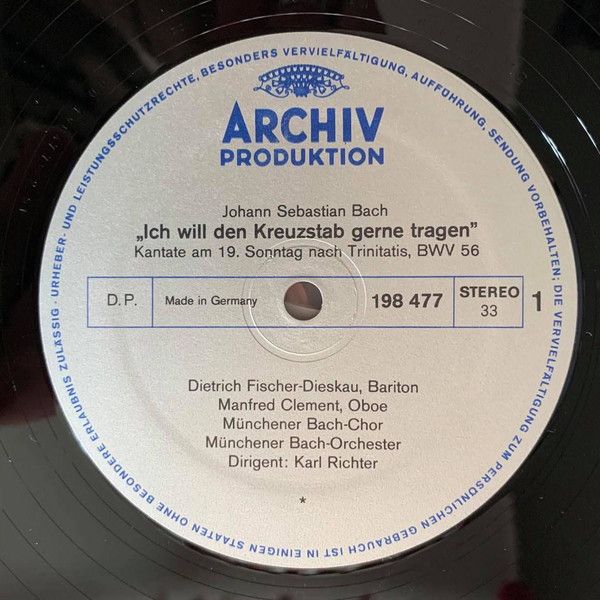 ARCHIV
PRODUKTION
Johann Sebastian Bach
„Ich will den Kreuzstab gerne tragen”
Kantate am 19. Sonntag nach Trinitatis, BWV 56
D. P. Made in Germany 198 477 STEREO 33 1
Dietrich Fischer-Dieskau, Bariton
Manfred Clement, Oboe
Münchener Bach-Chor
Münchener Bach-Orchester
Dirigent: Karl Richter
*
URHEBER- UND LEISTUNGSSCHUTZRECHTE, BESONDERS VERVIELFÄLTIGUNG, AUFFÜHRUNG, SENDUNG VORBEHALTEN; DIE VERVIELFÄLTIGUNG ZUM PERSÖNLICHEN GEBRAUCH IST IN EINIGEN STAATEN OHNE BESONDERE ERLAUBNIS ZULÄSSIG ·